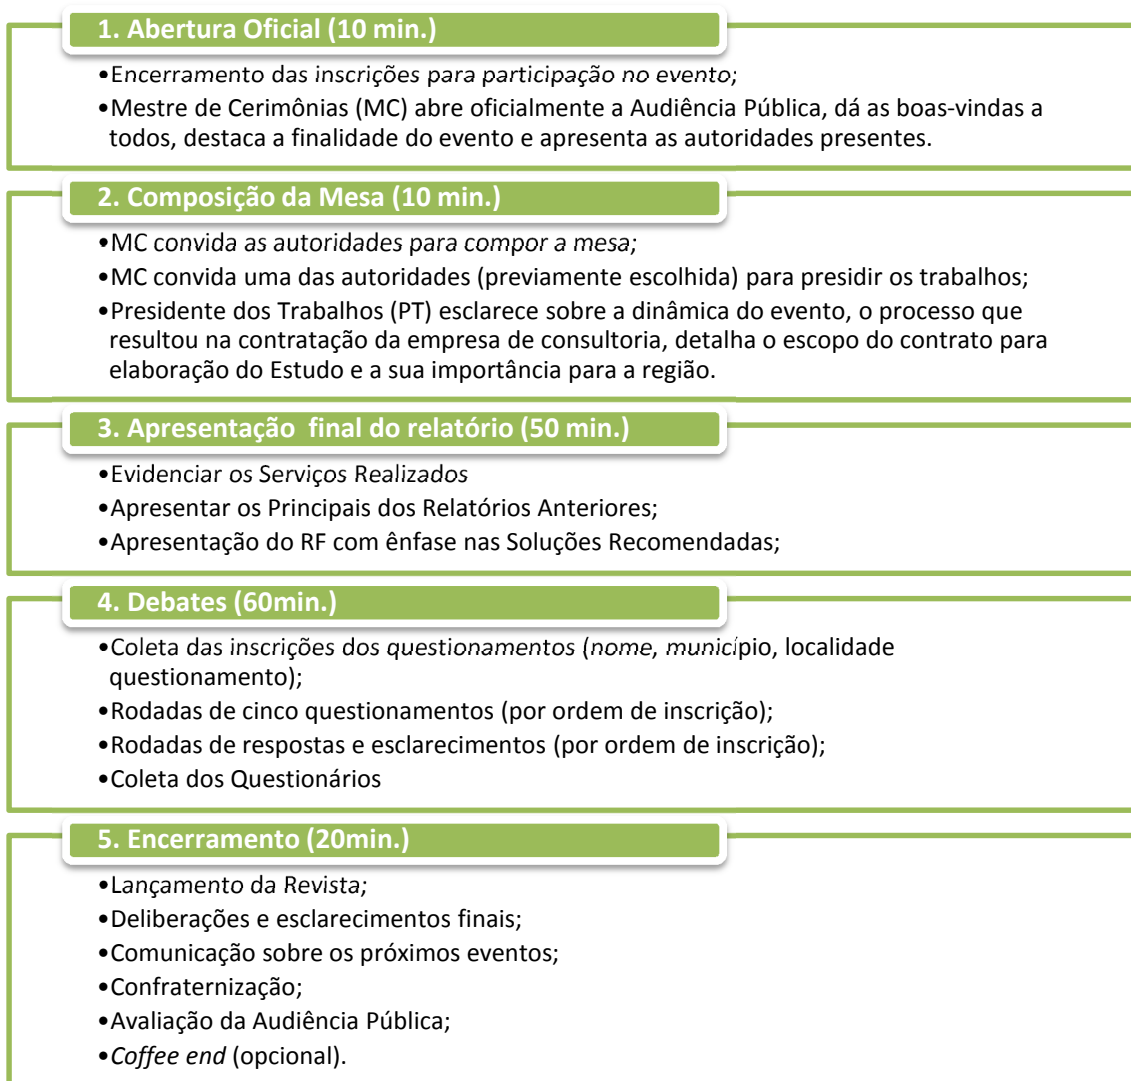 1. Abertura Oficial (10 min.)
•Encerramento das inscrições para participação no evento;
•Mestre de Cerimônias (MC) abre oficialmente a Audiência Pública, dá as boas-vindas a
todos, destaca a finalidade do evento e apresenta as autoridades presentes.
2. Composição da Mesa (10 min.)
•MC convida as autoridades para compor a mesa;
•MC convida uma das autoridades (previamente escolhida) para presidir os trabalhos;
•Presidente dos Trabalhos (PT) esclarece sobre a dinâmica do evento, o processo que
resultou na contratação da empresa de consultoria, detalha o escopo do contrato para
elaboração do Estudo e a sua importância para a região.
3. Apresentação  final do relatório (50 min.)
•Evidenciar os Serviços Realizados
•Apresentar os Principais dos Relatórios Anteriores;
•Apresentação do RF com ênfase nas Soluções Recomendadas;
4. Debates (60min.)
•Coleta das inscrições dos questionamentos (nome, município, localidade
questionamento);
•Rodadas de cinco questionamentos (por ordem de inscrição);
•Rodadas de respostas e esclarecimentos (por ordem de inscrição);
•Coleta dos Questionários
5. Encerramento (20min.)
•Lançamento da Revista;
•Deliberações e esclarecimentos finais;
•Comunicação sobre os próximos eventos;
•Confraternização;
•Avaliação da Audiência Pública;
•Coffee end (opcional).